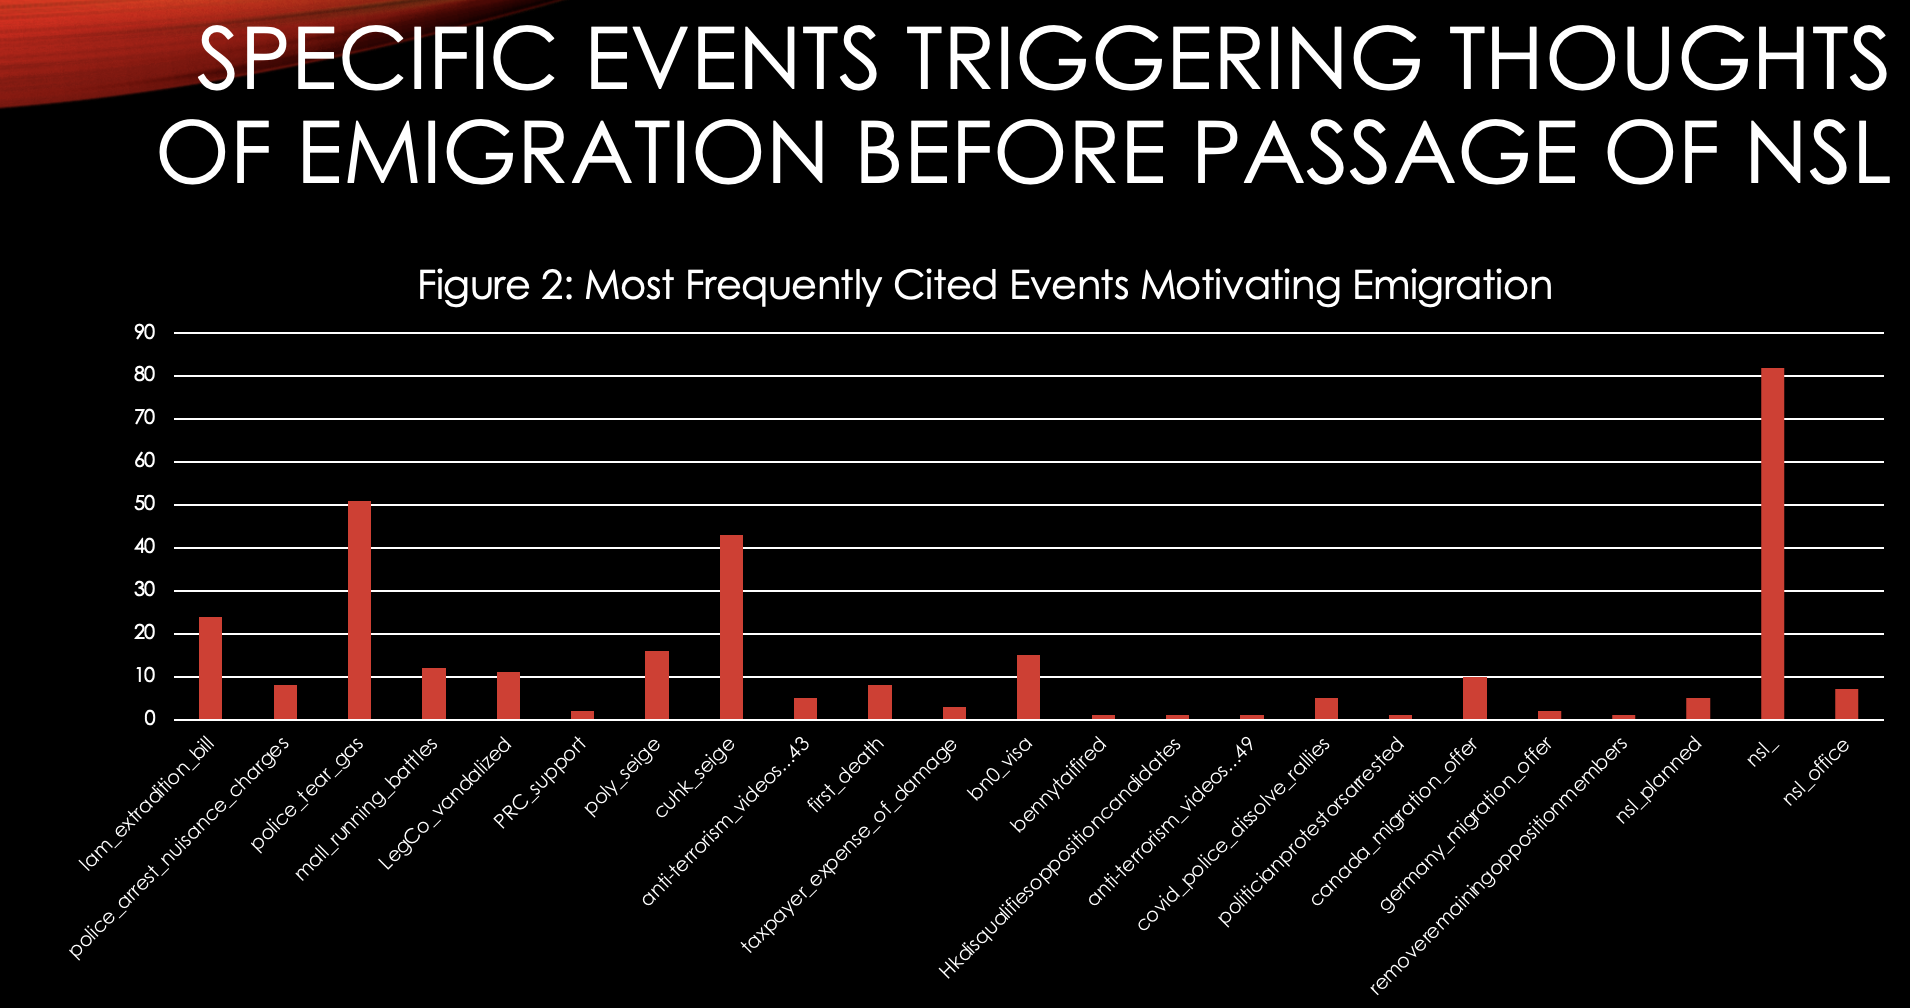 SPECIFIC EVENTS TRIGGERING THOUGHTS
OF EMIGRATION BEFORE PASSAGE OF NSL
Figure 2: Most Frequently Cited Events Motivating Emigration
90
80
70
60
50
40
30
20
10
0
lam_extradition_bill
police_arrest_nuisance_charges
police_tear_gas
mall_running_battles
LegCo_vandalized
PRC_support
poly_seige
cuhk_seige
anti-terrorism_videos...43
first_death
taxpayer_expense_of_damage
bn0_visa
bennytaifired
Hkdisqualifiesoppositioncandidates
anti-terrorism_videos...49
covid_police_dissolve_rallies
politicianprotestorsarrested
canada_migration_offer
germany_migration_offer
removeremainingoppositionmembers
nsl_planned
nsl_
nsl_office